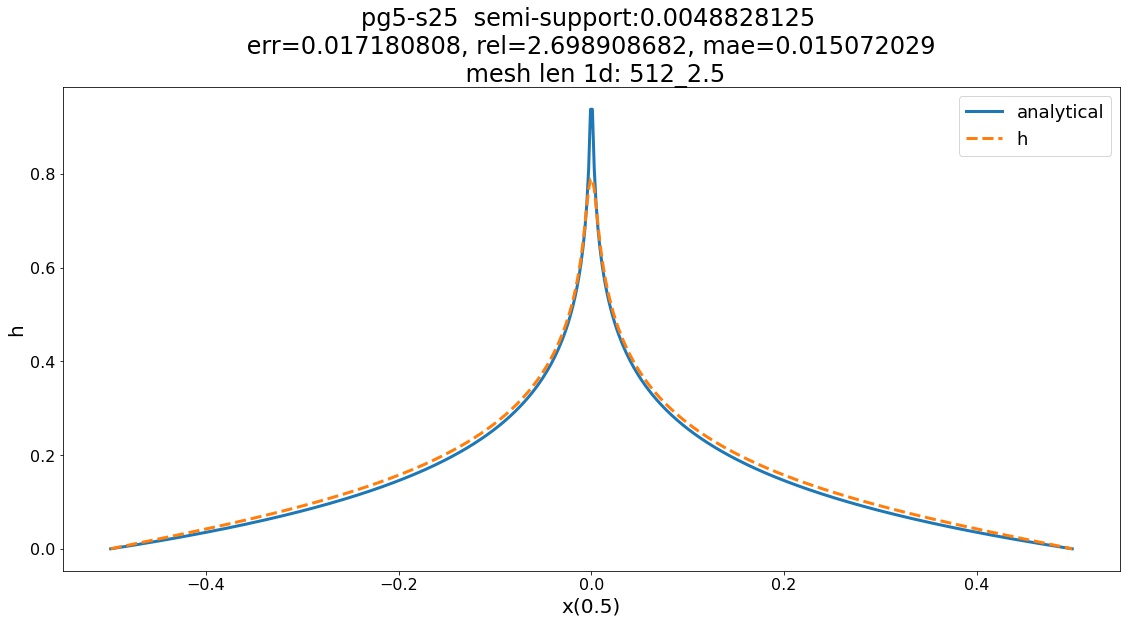 pg5-s25  semi-support:0.0048828125
err=0.017180808, rel=2.698908682, mae=0.015072029
mesh len 1d: 512_2.5
analytical
h
h
0.8
0.6
0.4
0.2
0.0
−0.4
−0.2
0.0
0.2
0.4
x(0.5)